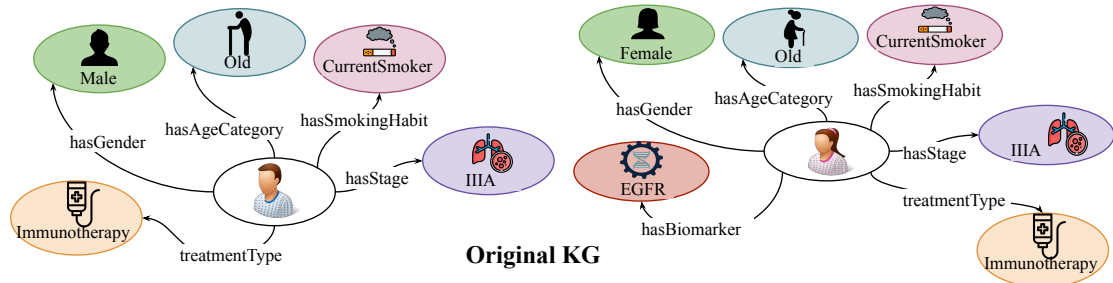 Male
Old
CurrentSmoker
hasGender
hasAgeCategory
hasSmokingHabit
hasStage
IIIA
Immunotherapy
treatmentType
Original KG
Female
Old
CurrentSmoker
hasGender
hasAgeCategory
hasSmokingHabit
hasStage
IIIA
EGFR
hasBiomarker
treatmentType
Immunotherapy